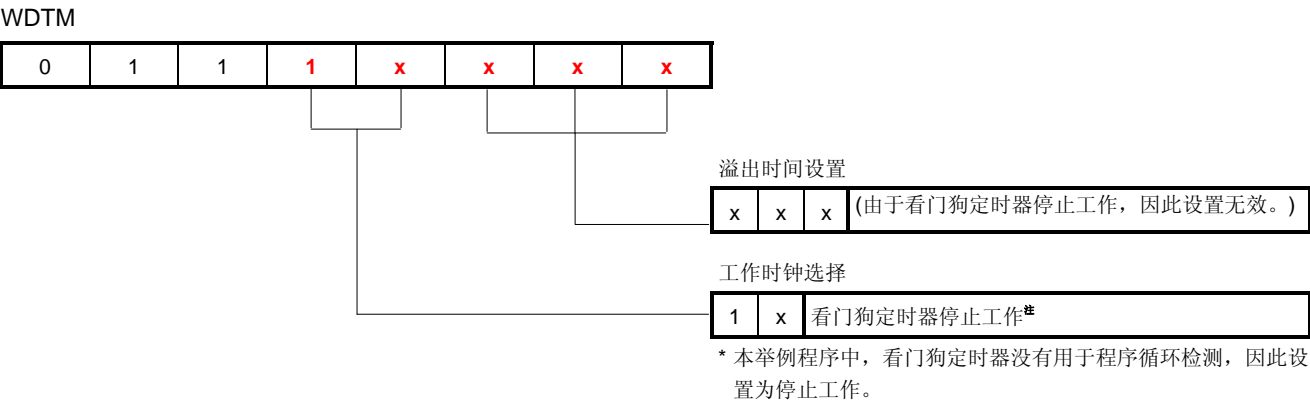 WDTM
0 1 1 1 x x x x
溢出时间设置
x x x (由于看门狗定时器停止工作，因此设置无效。)
工作时钟选择
1 x 看门狗定时器停止工作注
* 本举例程序中，看门狗定时器没有用于程序循环检测，因此设
置为停止工作。